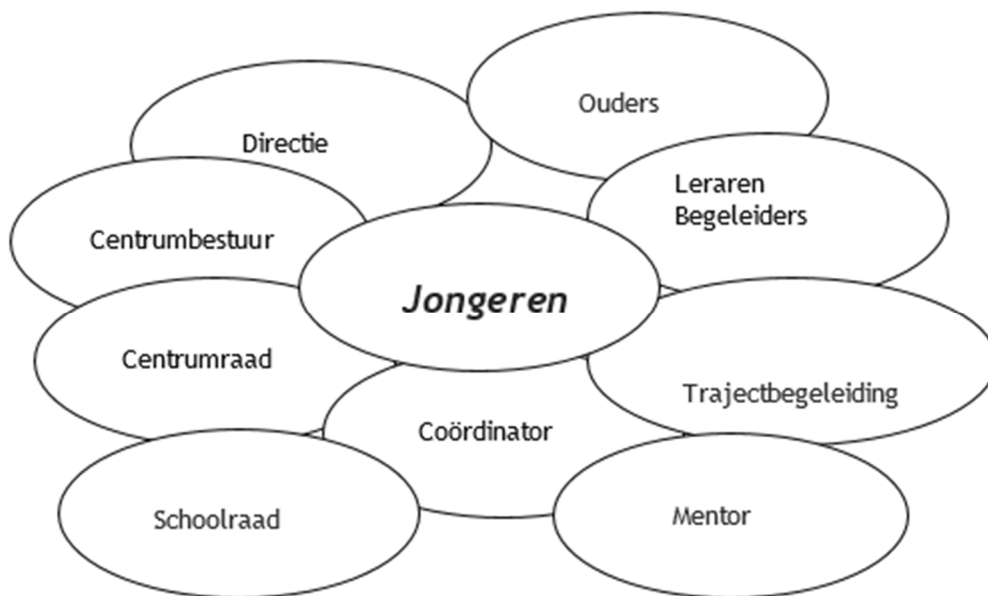 Ouders
Directie
Leraren
Begeleiders
Centrumbestuur
Jongeren
Centrumraad
Trajectbegeleiding
Coördinator
Schoolraad
Mentor